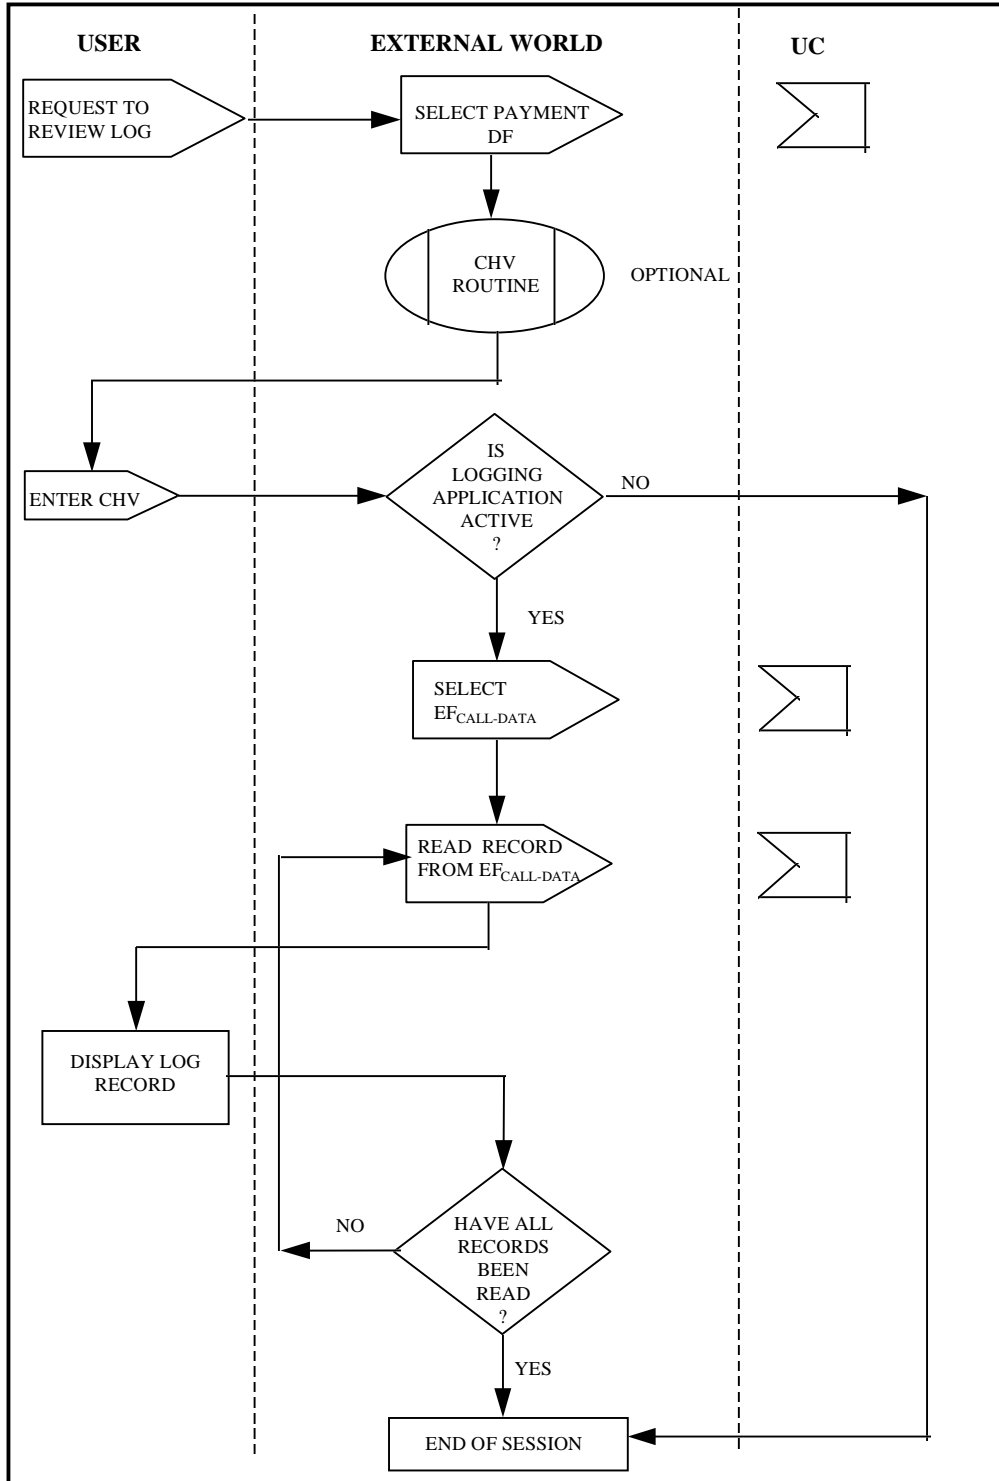 USER
EXTERNAL WORLD
UC
REQUEST TO
REVIEW LOG
SELECT PAYMENT
DF
CHV
ROUTINE
OPTIONAL
ENTER CHV
IS
LOGGING
APPLICATION
ACTIVE
?
NO
YES
SELECT
EFCALL-DATA
READ RECORD
FROM EFCALL-DATA
DISPLAY LOG
RECORD
HAVE ALL
RECORDS
BEEN
READ
?
NO
YES
END OF SESSION